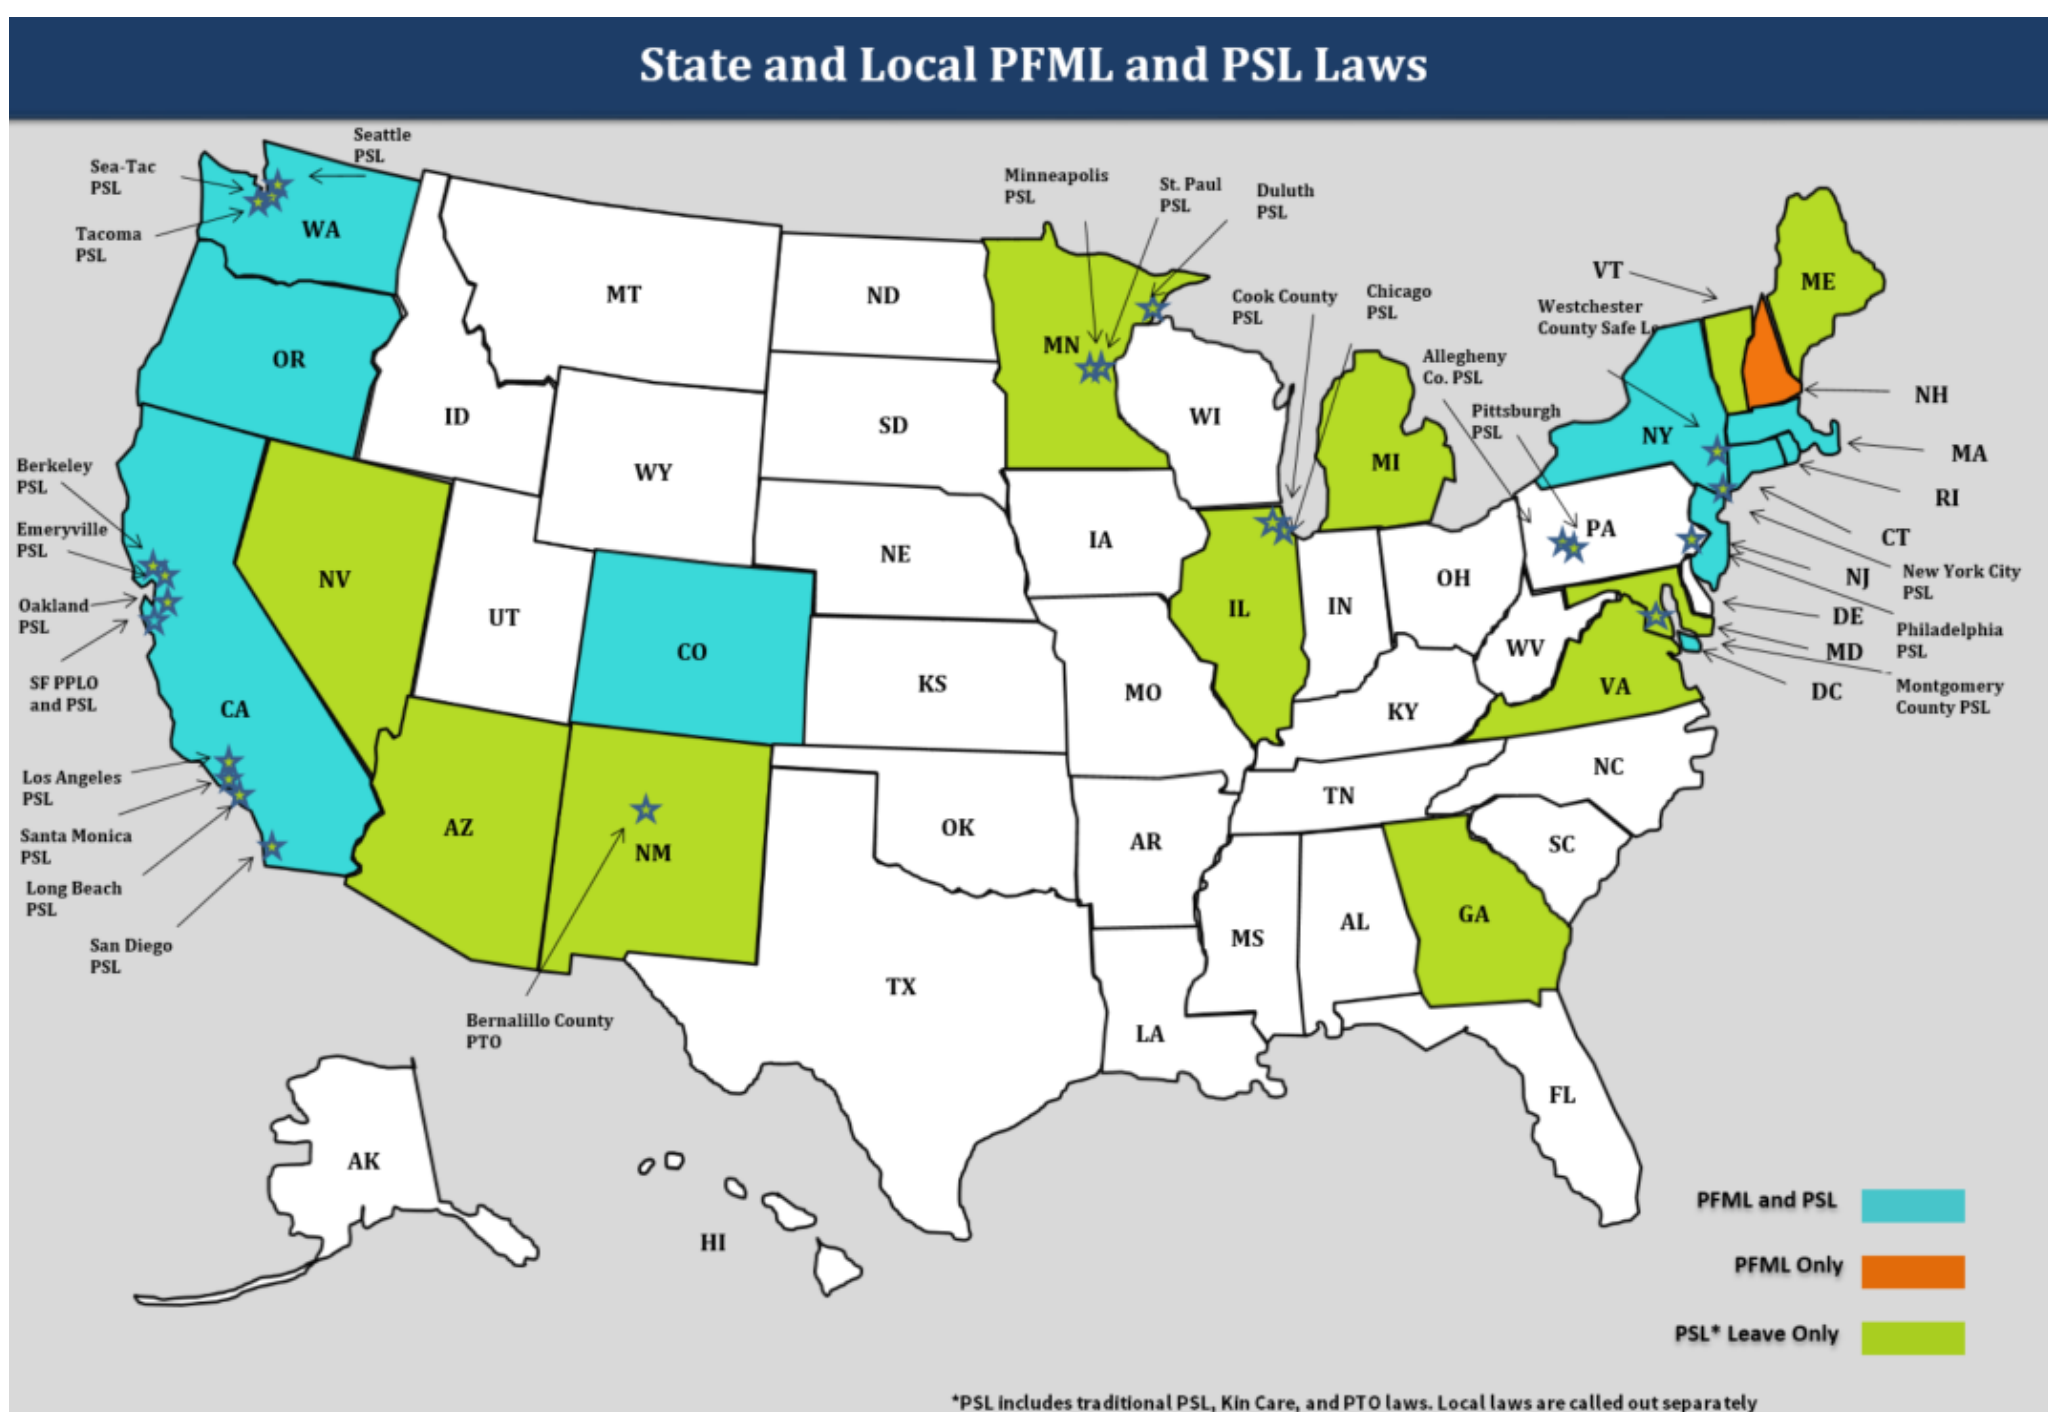 State and Local PFML and PSL Laws
Seattle
PSL
Sea-Tac
PSL
Tacoma
PSL
WA
OR
CA
NV
ID
MT
WY
UT
CO
AZ
NM
ND
SD
NE
KS
OK
TX
MN
IA
MO
AR
LA
WI
IL
MI
IN
OH
KY
TN
MS
AL
GA
FL
SC
NC
VA
WV
PA
NY
ME
AK
HI
Berkeley
PSL
Emeryville
PSL
Oakland
PSL
SF PPLO
and PSL
Los Angeles
PSL
Santa Monica
PSL
Long Beach
PSL
San Diego
PSL
Bernalillo County
PTO
Minneapolis
PSL
St. Paul
PSL
Duluth
PSL
Cook County
PSL
Chicago
PSL
Allegheny
Co. PSL
Pittsburgh
PSL
VT
Westchester
County Safe
NH
MA
RI
CT
New York City
PSL
NJ
DE
Philadelphia
PSL
MD
DC
Montgomery
County PSL
PFML and PSL
PFML Only
PSL* Leave Only
*PSL includes traditional PSL, Kin Care, and PTO laws. Local laws are called out separately